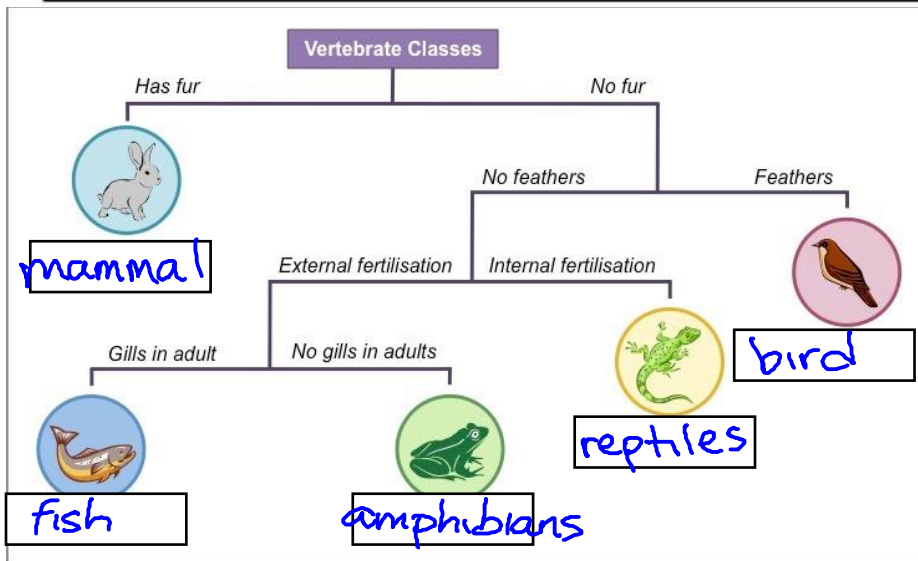 Vertebrate Classes
Has fur
No fur
No feathers
Feathers
mammal
External fertilisation
Internal fertilisation
Gills in adult
No gills in adults
bird
reptiles
fish
amphibians